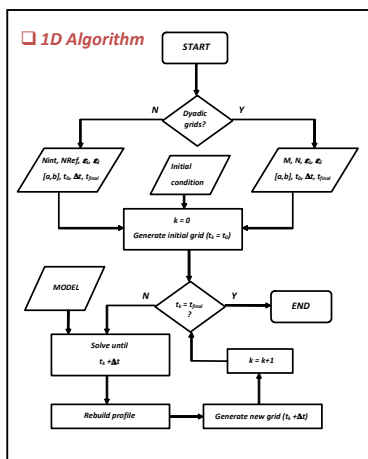 ❑ 1D Algorithm
START
Dyadic
grids?
N
Y
Nint, NRef, ε₁, ε₂
[a,b], t₀, Δt, t_final
Initial
condition
M, N, ε₁, ε₂
[a,b], t₀, Δt, t_final
k = 0
Generate initial grid (t_k = t₀)
MODEL
N
t_k = t_final
?
Y
END
Solve until
t_k +Δt
k = k+1
Rebuild profile
Generate new grid (t_k +Δt)